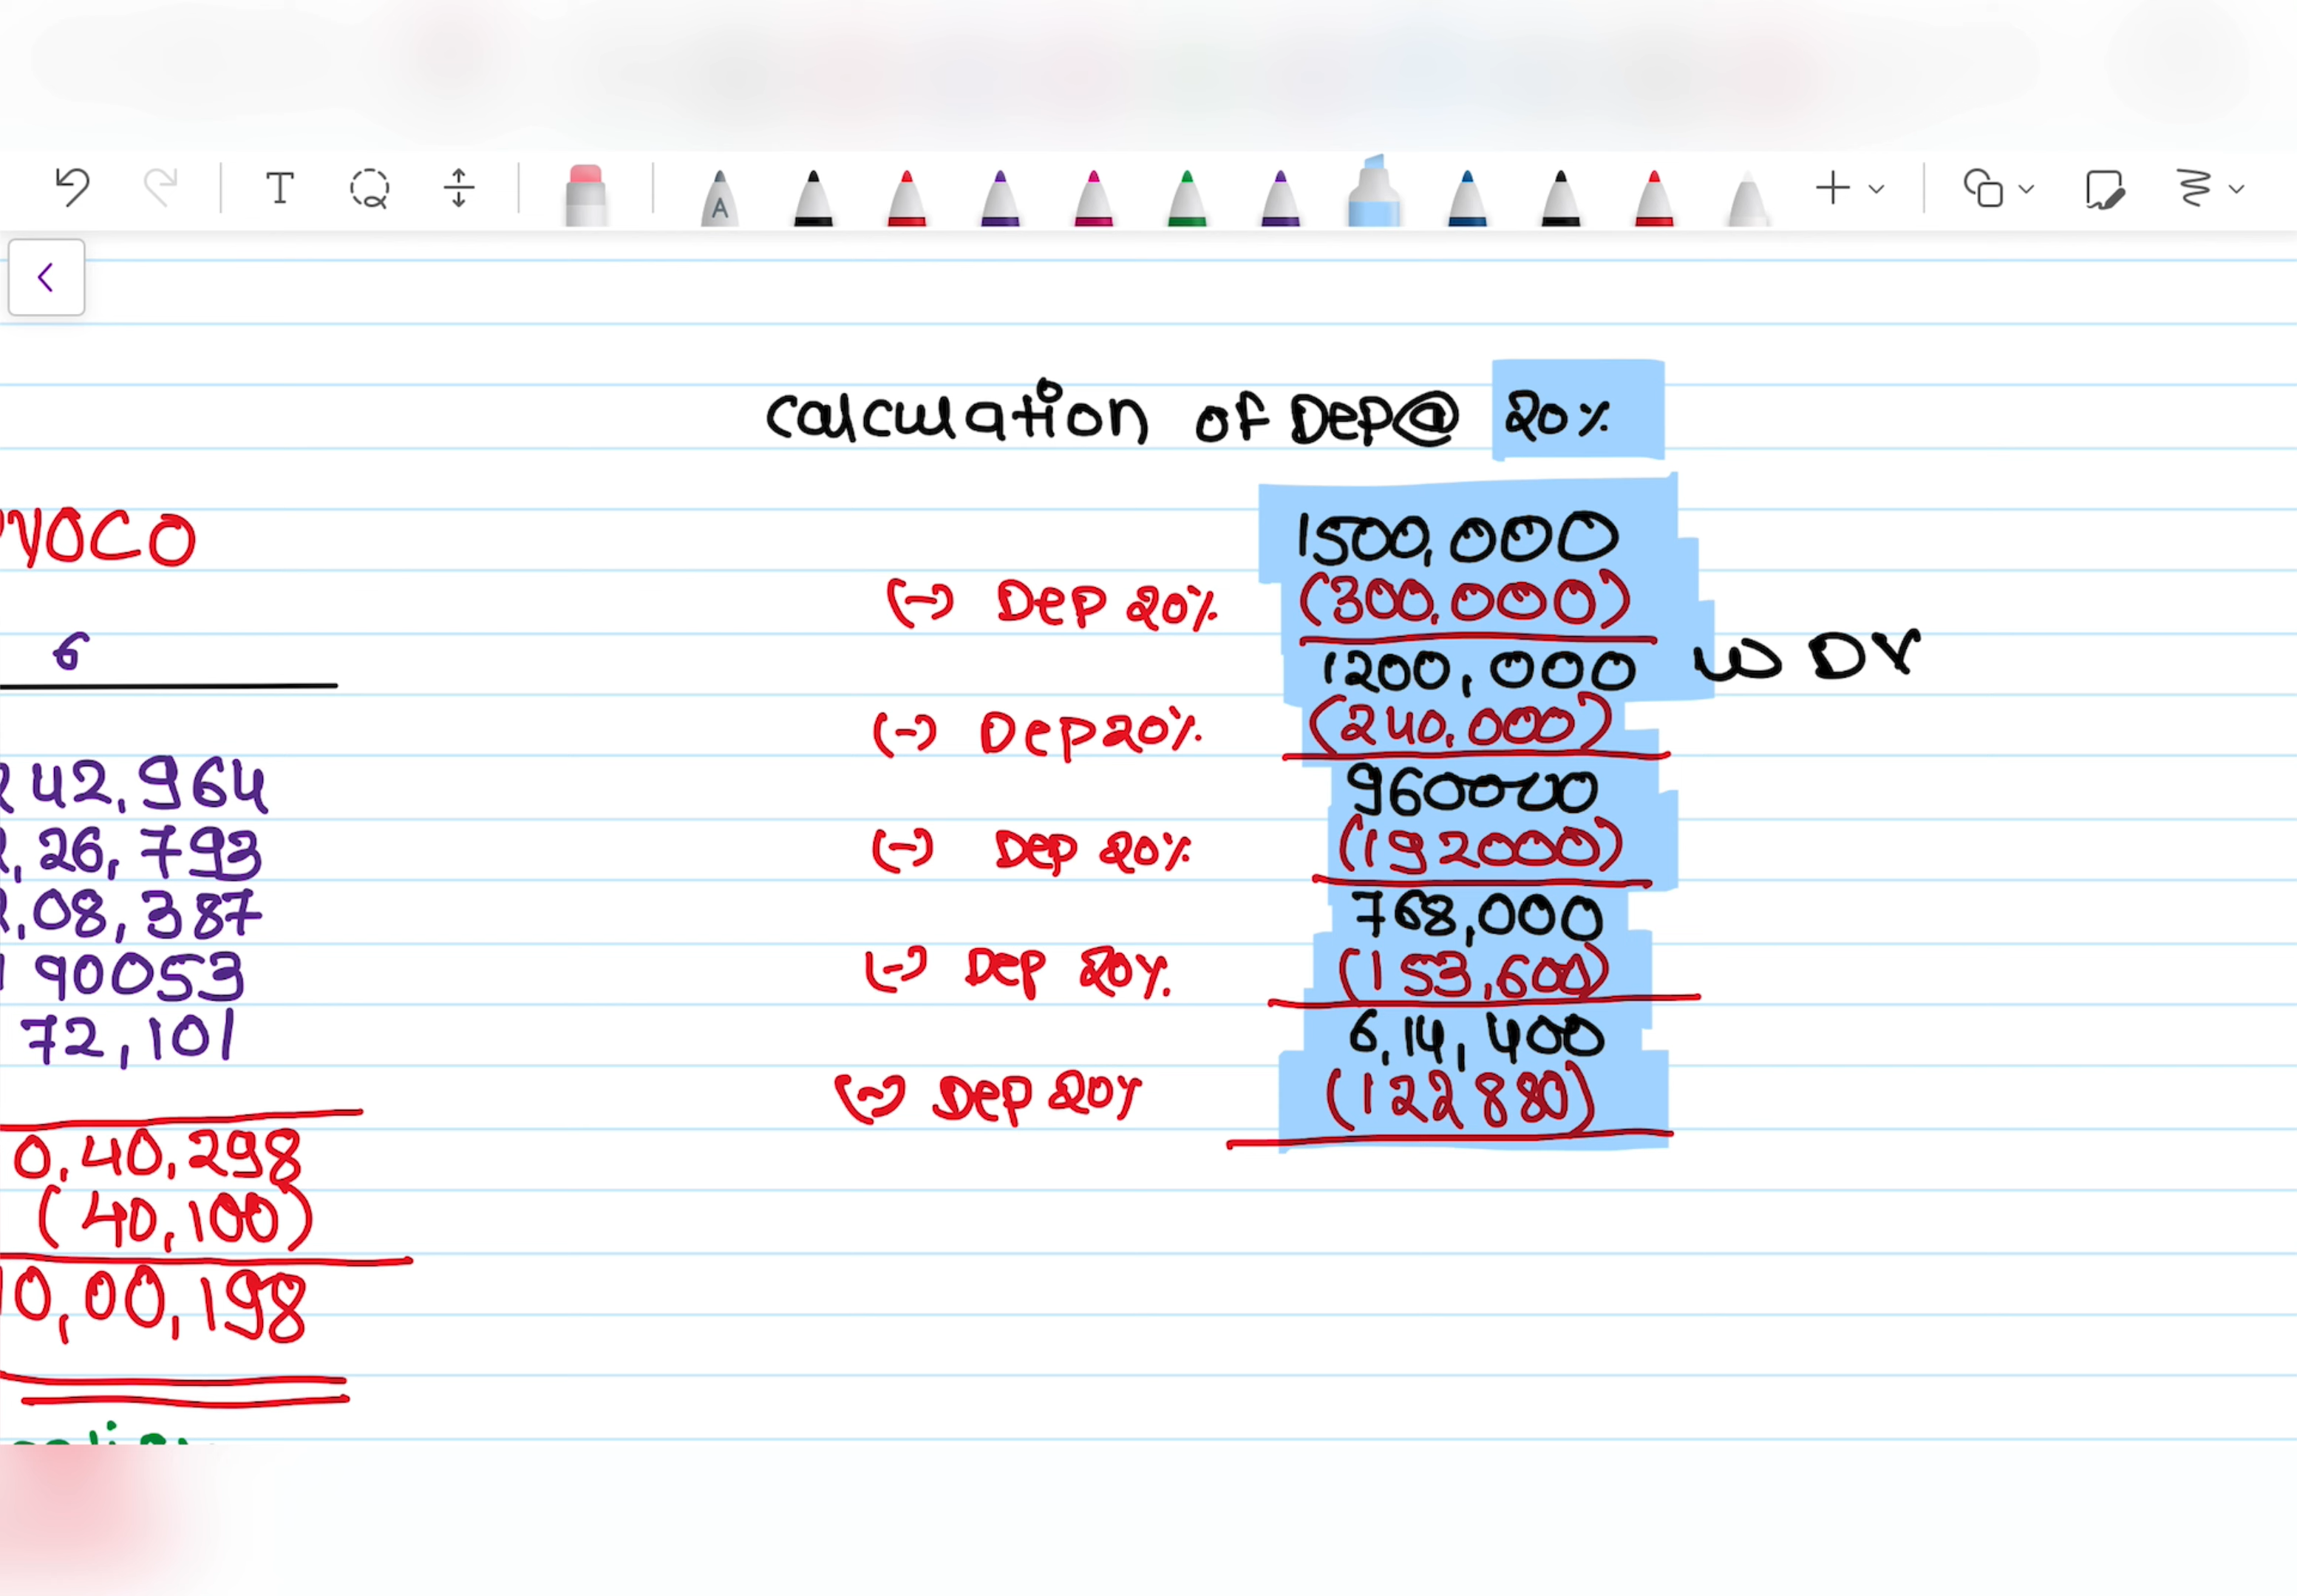 A
calculation of Dep@ 20%
PVOCO
6
42,964
,26,793
,08,387
90053
72,101
0,40,298
(40,100)
10,00,198
1500,000
(-) Dep 20% (300,000)
1200,000 WDV
(-) Dep 20% (240,000)
960000
(-) Dep 20% (192000)
768,000
(-) Dep 20% (153,600)
6,14,400
(-) Dep 20% (122880)